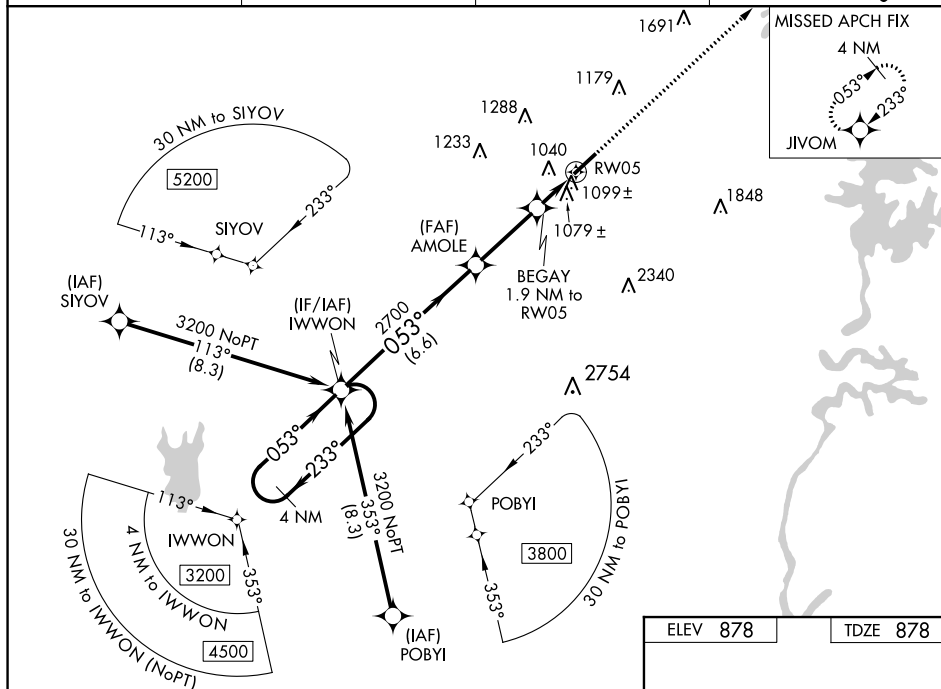 1691
MISSED APCH FIX
4 NM
053°
233°
JIVOM
1179
1288
1233
1040
RW05
1099 ±
1079 ±
1848
30 NM to SIYOV
5200
233°
113°
SIYOV
(FAF)
AMOLE
BEGAY
1.9 NM to
RW05
2340
(IAF)
SIYOV
3200 NoPT
113°
(8.3)
(IF/IAF)
IWWON
2700
053°
(6.6)
2754
053°
233°
4 NM
3200 NoPT
353°
(8.3)
(IAF)
POBYI
233°
POBYI
3800
353°
30 NM to POBYI
113°
IWWON
3200
353°
4 NM to IWWON
4500
30 NM to IWWON (NoPT)
ELEV 878
TDZE 878